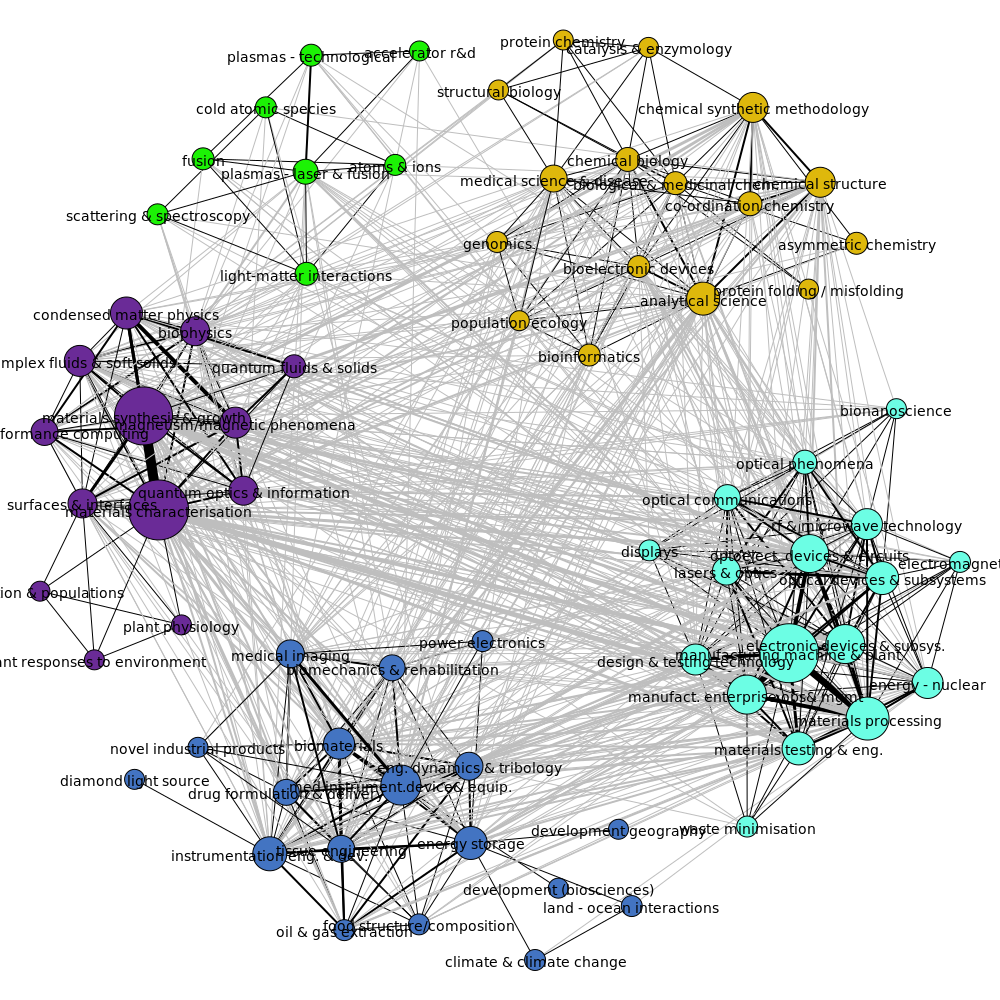 protein chemistry
catalysis & enzymology
plasmas - technological
accelerator r&d
structural biology
cold atomic species
chemical synthetic methodology
fusion
plasmas - laser & fusion
atoms & ions
chemical biology
medical science & disease
biological & medicinal chem.
chemical structure
co-ordination chemistry
scattering & spectroscopy
genomics
asymmetric chemistry
light-matter interactions
bioelectronic devices
analytical science
protein folding / misfolding
condensed matter physics
biophysics
population ecology
bioinformatics
mplex fluids & soft solids
quantum fluids & solids
materials synthesis & growth
magnetism/magnetic phenomena
formance computing
bionanoscience
optical phenomena
quantum optics & information
surfaces & interfaces
materials characterisation
optical communications
rf & microwave technology
displays
optoelect. devices & circuits
electromagnet
lasers & optics
optical devices & subsystems
ion & populations
plant physiology
power electronics
electronic devices & subsys.
medical imaging
manufacturing machine & plant
design & testing technology
ant responses to environment
biomechanics & rehabilitation
energy - nuclear
manufact. enterprise ops& mgmt
materials processing
novel industrial products
biomaterials
materials testing & eng.
eng. dynamics & tribology
diamond light source
med.instrument.device& equip.
drug formulation & delivery
development geography
waste minimisation
energy storage
tissue engineering
instrumentation eng. & dev.
development (biosciences)
land - ocean interactions
food structure/composition
oil & gas extraction
climate & climate change